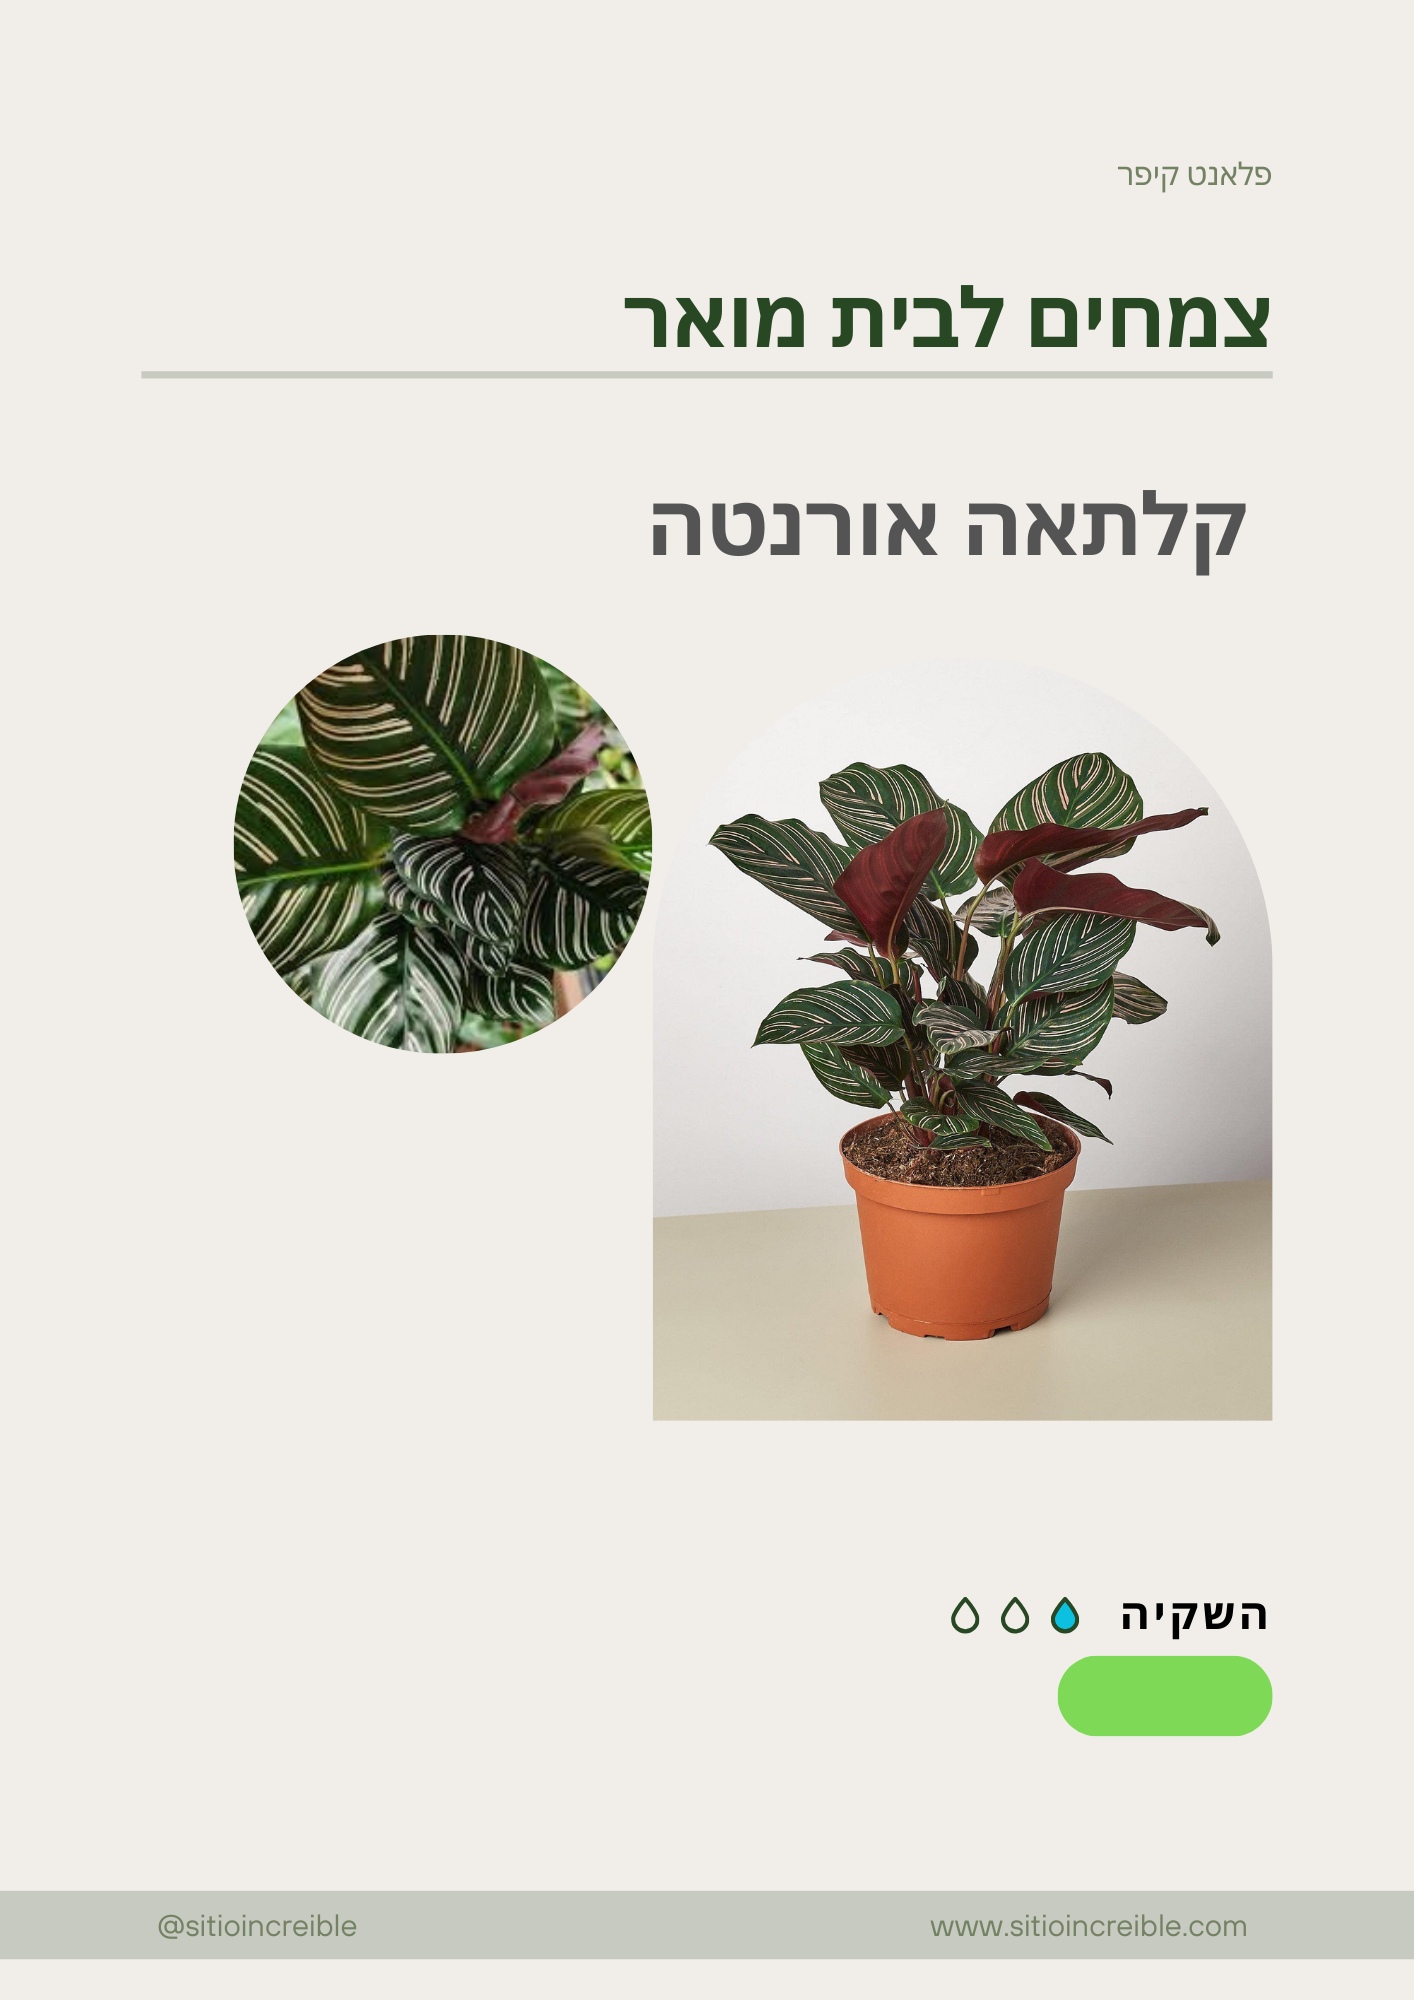 פלאנט קיפר
צמחים לבית מואר
קלתאה אורנטה
השקיה
@sitioincreible
www.sitioincreible.com